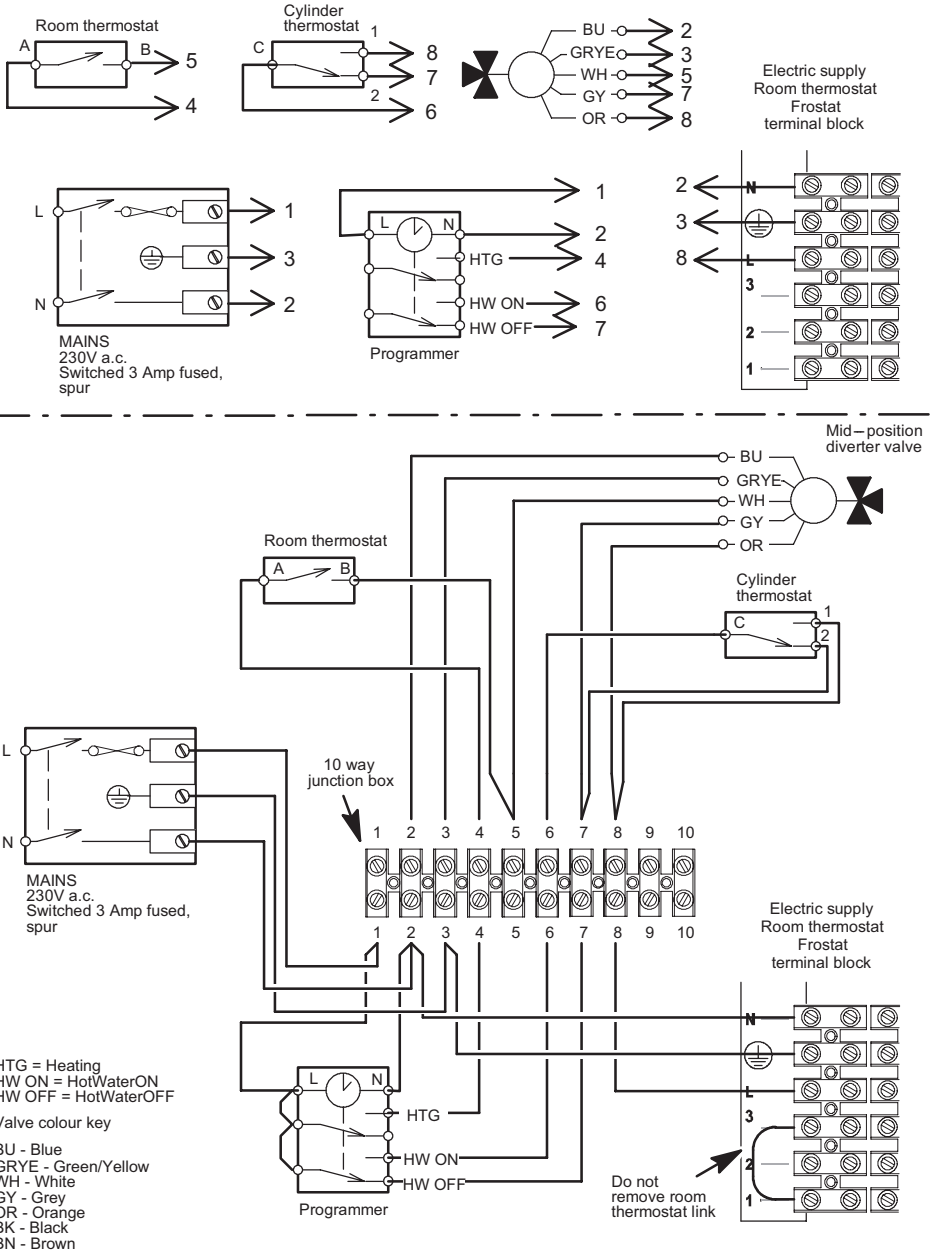 Room thermostat
A
B
5
4
Cylinder
thermostat
C
1
8
7
2
6
BU
2
GRYE
3
WH
5
GY
7
OR
8
Electric supply
Room thermostat
Frostat
terminal block
L
1
3
N
2
MAINS
230V a.c.
Switched 3 Amp fused,
spur
1
L
N
2
HTG
4
HW ON
6
HW OFF
7
Programmer
2
N
3
8
L
3
2
1
Mid–position
diverter valve
BU
GRYE
WH
GY
OR
Room thermostat
A
B
Cylinder
thermostat
C
1
2
L
N
MAINS
230V a.c.
Switched 3 Amp fused,
spur
10 way
junction box
1 2 3 4 5 6 7 8 9 10
1 2 3 4 5 6 7 8 9 10
Electric supply
Room thermostat
Frostat
terminal block
N
L
3
2
1
Do not
remove room
thermostat link
L
N
HTG
HW ON
HW OFF
Programmer
HTG = Heating
HW ON = HotWaterON
HW OFF = HotWaterOFF
Valve colour key
BU - Blue
GRYE - Green/Yellow
WH - White
GY - Grey
OR - Orange
BK - Black
BN - Brown